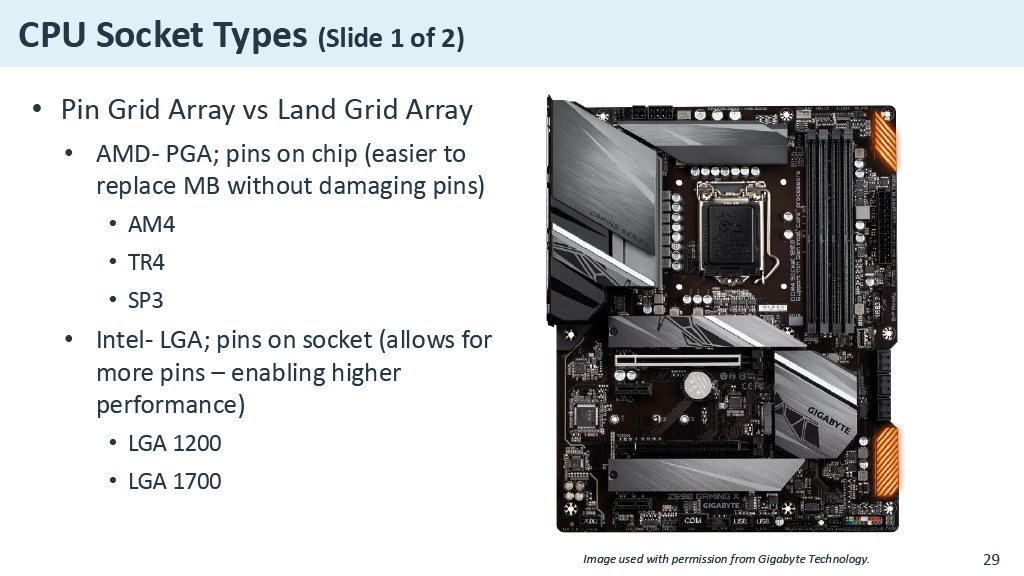 CPU Socket Types (Slide 1 of 2)
• Pin Grid Array vs Land Grid Array
• AMD- PGA; pins on chip (easier to
replace MB without damaging pins)
• AM4
• TR4
• SP3
• Intel- LGA; pins on socket (allows for
more pins – enabling higher
performance)
• LGA 1200
• LGA 1700
GAMING SERIES
GIGABYTE
Z590 GAMING X
GIGABYTE
COM
USB
USB
Image used with permission from Gigabyte Technology.
29